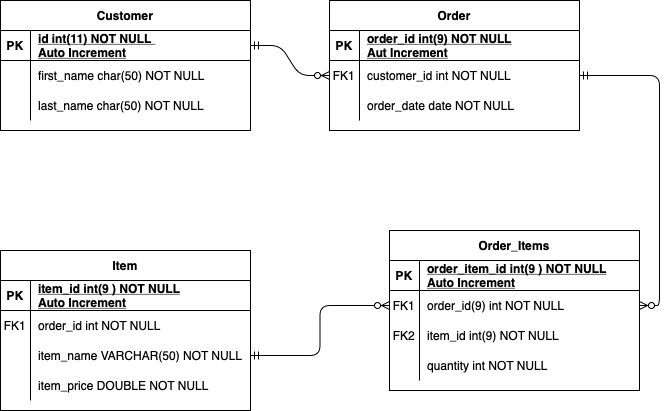 Customer
PK
id int(11) NOT NULL
Auto Increment
first_name char(50) NOT NULL
last_name char(50) NOT NULL
Order
PK
order_id int(9) NOT NULL
Aut Increment
FK1
customer_id int NOT NULL
order_date date NOT NULL
Item
PK
item_id int(9 ) NOT NULL
Auto Increment
FK1
order_id int NOT NULL
item_name VARCHAR(50) NOT NULL
item_price DOUBLE NOT NULL
Order_Items
PK
order_item_id int(9 ) NOT NULL
Auto Increment
FK1
order_id(9) int NOT NULL
FK2
item_id int(9) NOT NULL
quantity int NOT NULL